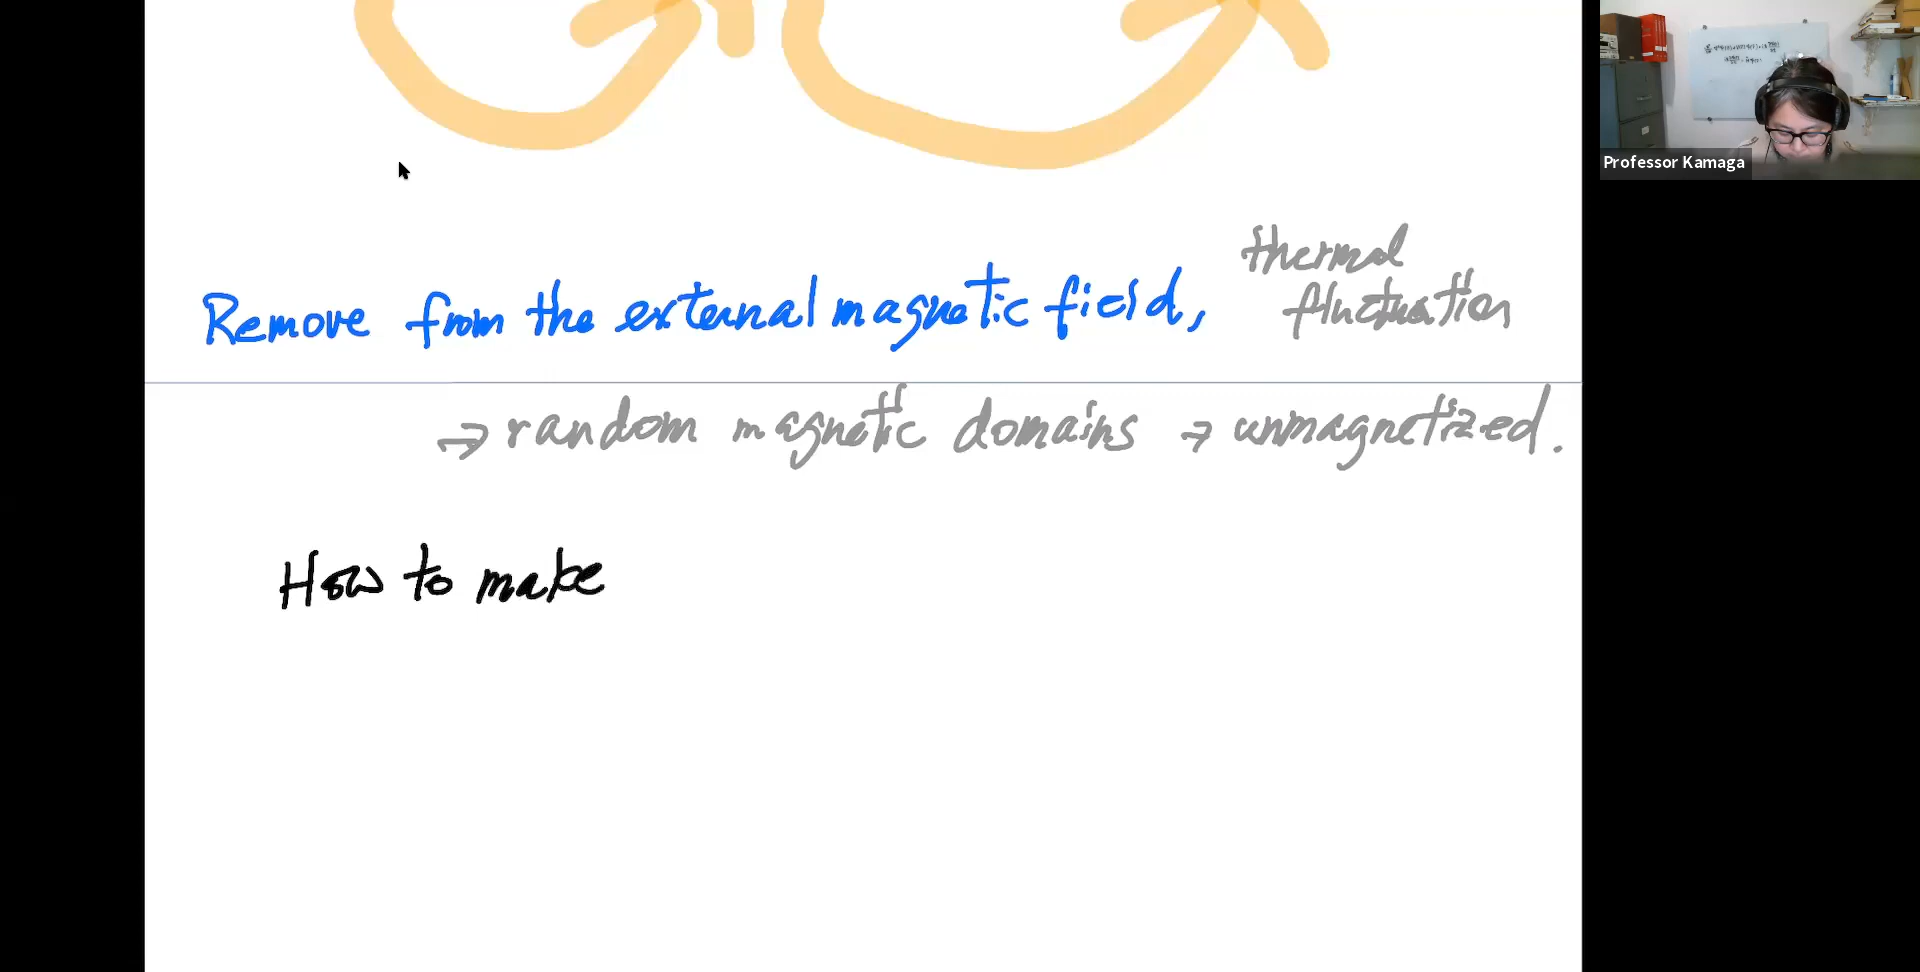 thermal
fluctuation
Remove from the external magnetic field,
→ random magnetic domains → unmagnetized.
How to make
Professor Kamaga